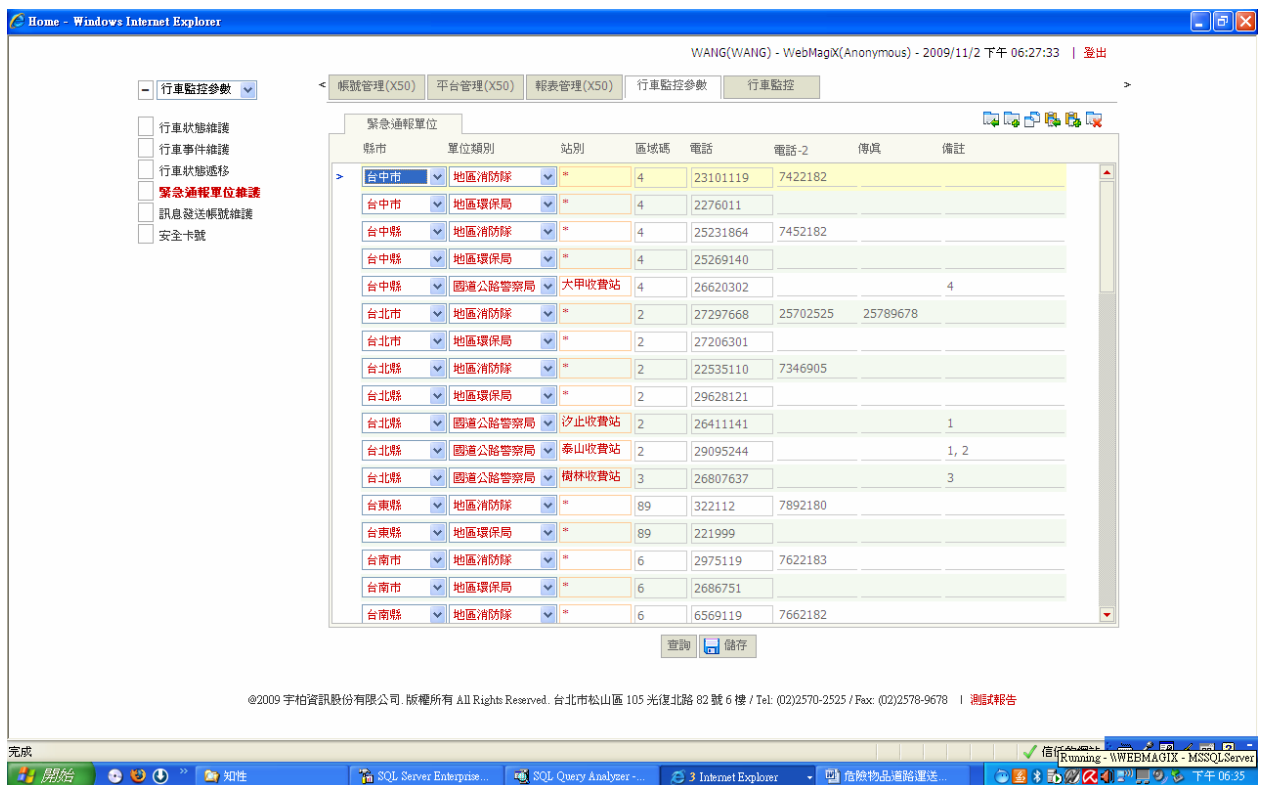 Home - Windows Internet Explorer
WANG(WANG) - WebMagiX(Anonymous) - 2009/11/2 下午 06:27:33 | 登出
行車監控參數
< 帳號管理(X50) 平台管理(X50) 報表管理(X50) 行車監控參數 行車監控 >
行車狀態維護
行車事件維護
行車狀態遞移
緊急通報單位維護
訊息發送帳號維護
安全卡號
緊急通報單位
縣市 單位類別 站別 區域碼 電話 電話-2 傳真 備註
> 台中市 地區消防隊 * 4 23101119 7422182
台中市 地區環保局 * 4 2276011
台中縣 地區消防隊 * 4 25231864 7452182
台中縣 地區環保局 * 4 25269140
台中縣 國道公路警察局 大甲收費站 4 26620302 4
台北市 地區消防隊 * 2 27297668 25702525 25789678
台北市 地區環保局 * 2 27206301
台北縣 地區消防隊 * 2 22535110 7346905
台北縣 地區環保局 * 2 29628121
台北縣 國道公路警察局 汐止收費站 2 26411141 1
台北縣 國道公路警察局 泰山收費站 2 29095244 1, 2
台北縣 國道公路警察局 樹林收費站 3 26807637 3
台東縣 地區消防隊 * 89 322112 7892180
台東縣 地區環保局 * 89 221999
台南市 地區消防隊 * 6 2975119 7622183
台南市 地區環保局 * 6 2686751
台南縣 地區消防隊 * 6 6569119 7662182
查詢 儲存
@2009 宇柏資訊股份有限公司. 版權所有 All Rights Reserved. 台北市松山區 105 光復北路 82 號 6 樓 / Tel: (02)2570-2525 / Fax: (02)2578-9678 | 測試報告
完成
Running - \\WEBMAGIX - MSSQLServer
開始 知性 SQL Server Enterprise... SQL Query Analyzer -... 3 Internet Explorer 危險物品道路運送... 下午 06:35